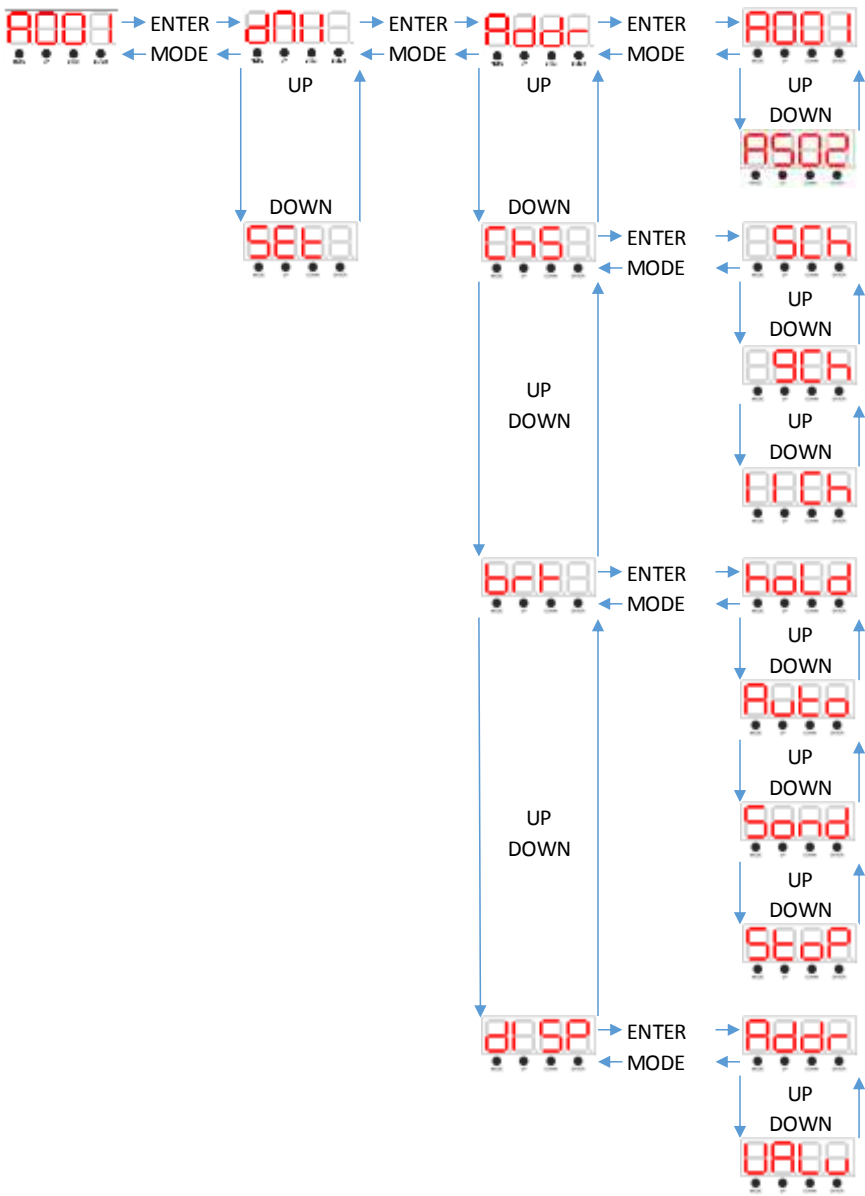 A001 ENTER dM11 ENTER Addr ENTER A001
MODE MODE MODE
UP UP UP
DOWN
AS02
DOWN DOWN
SEt ChS ENTER 5Ch
MODE
UP
DOWN
9Ch
UP UP
DOWN DOWN
11Ch
brt ENTER hoLd
MODE
UP
DOWN
Auto
UP
DOWN
UP Sond
DOWN
UP
DOWN
StoP
dISP ENTER Addr
MODE
UP
DOWN
VALu